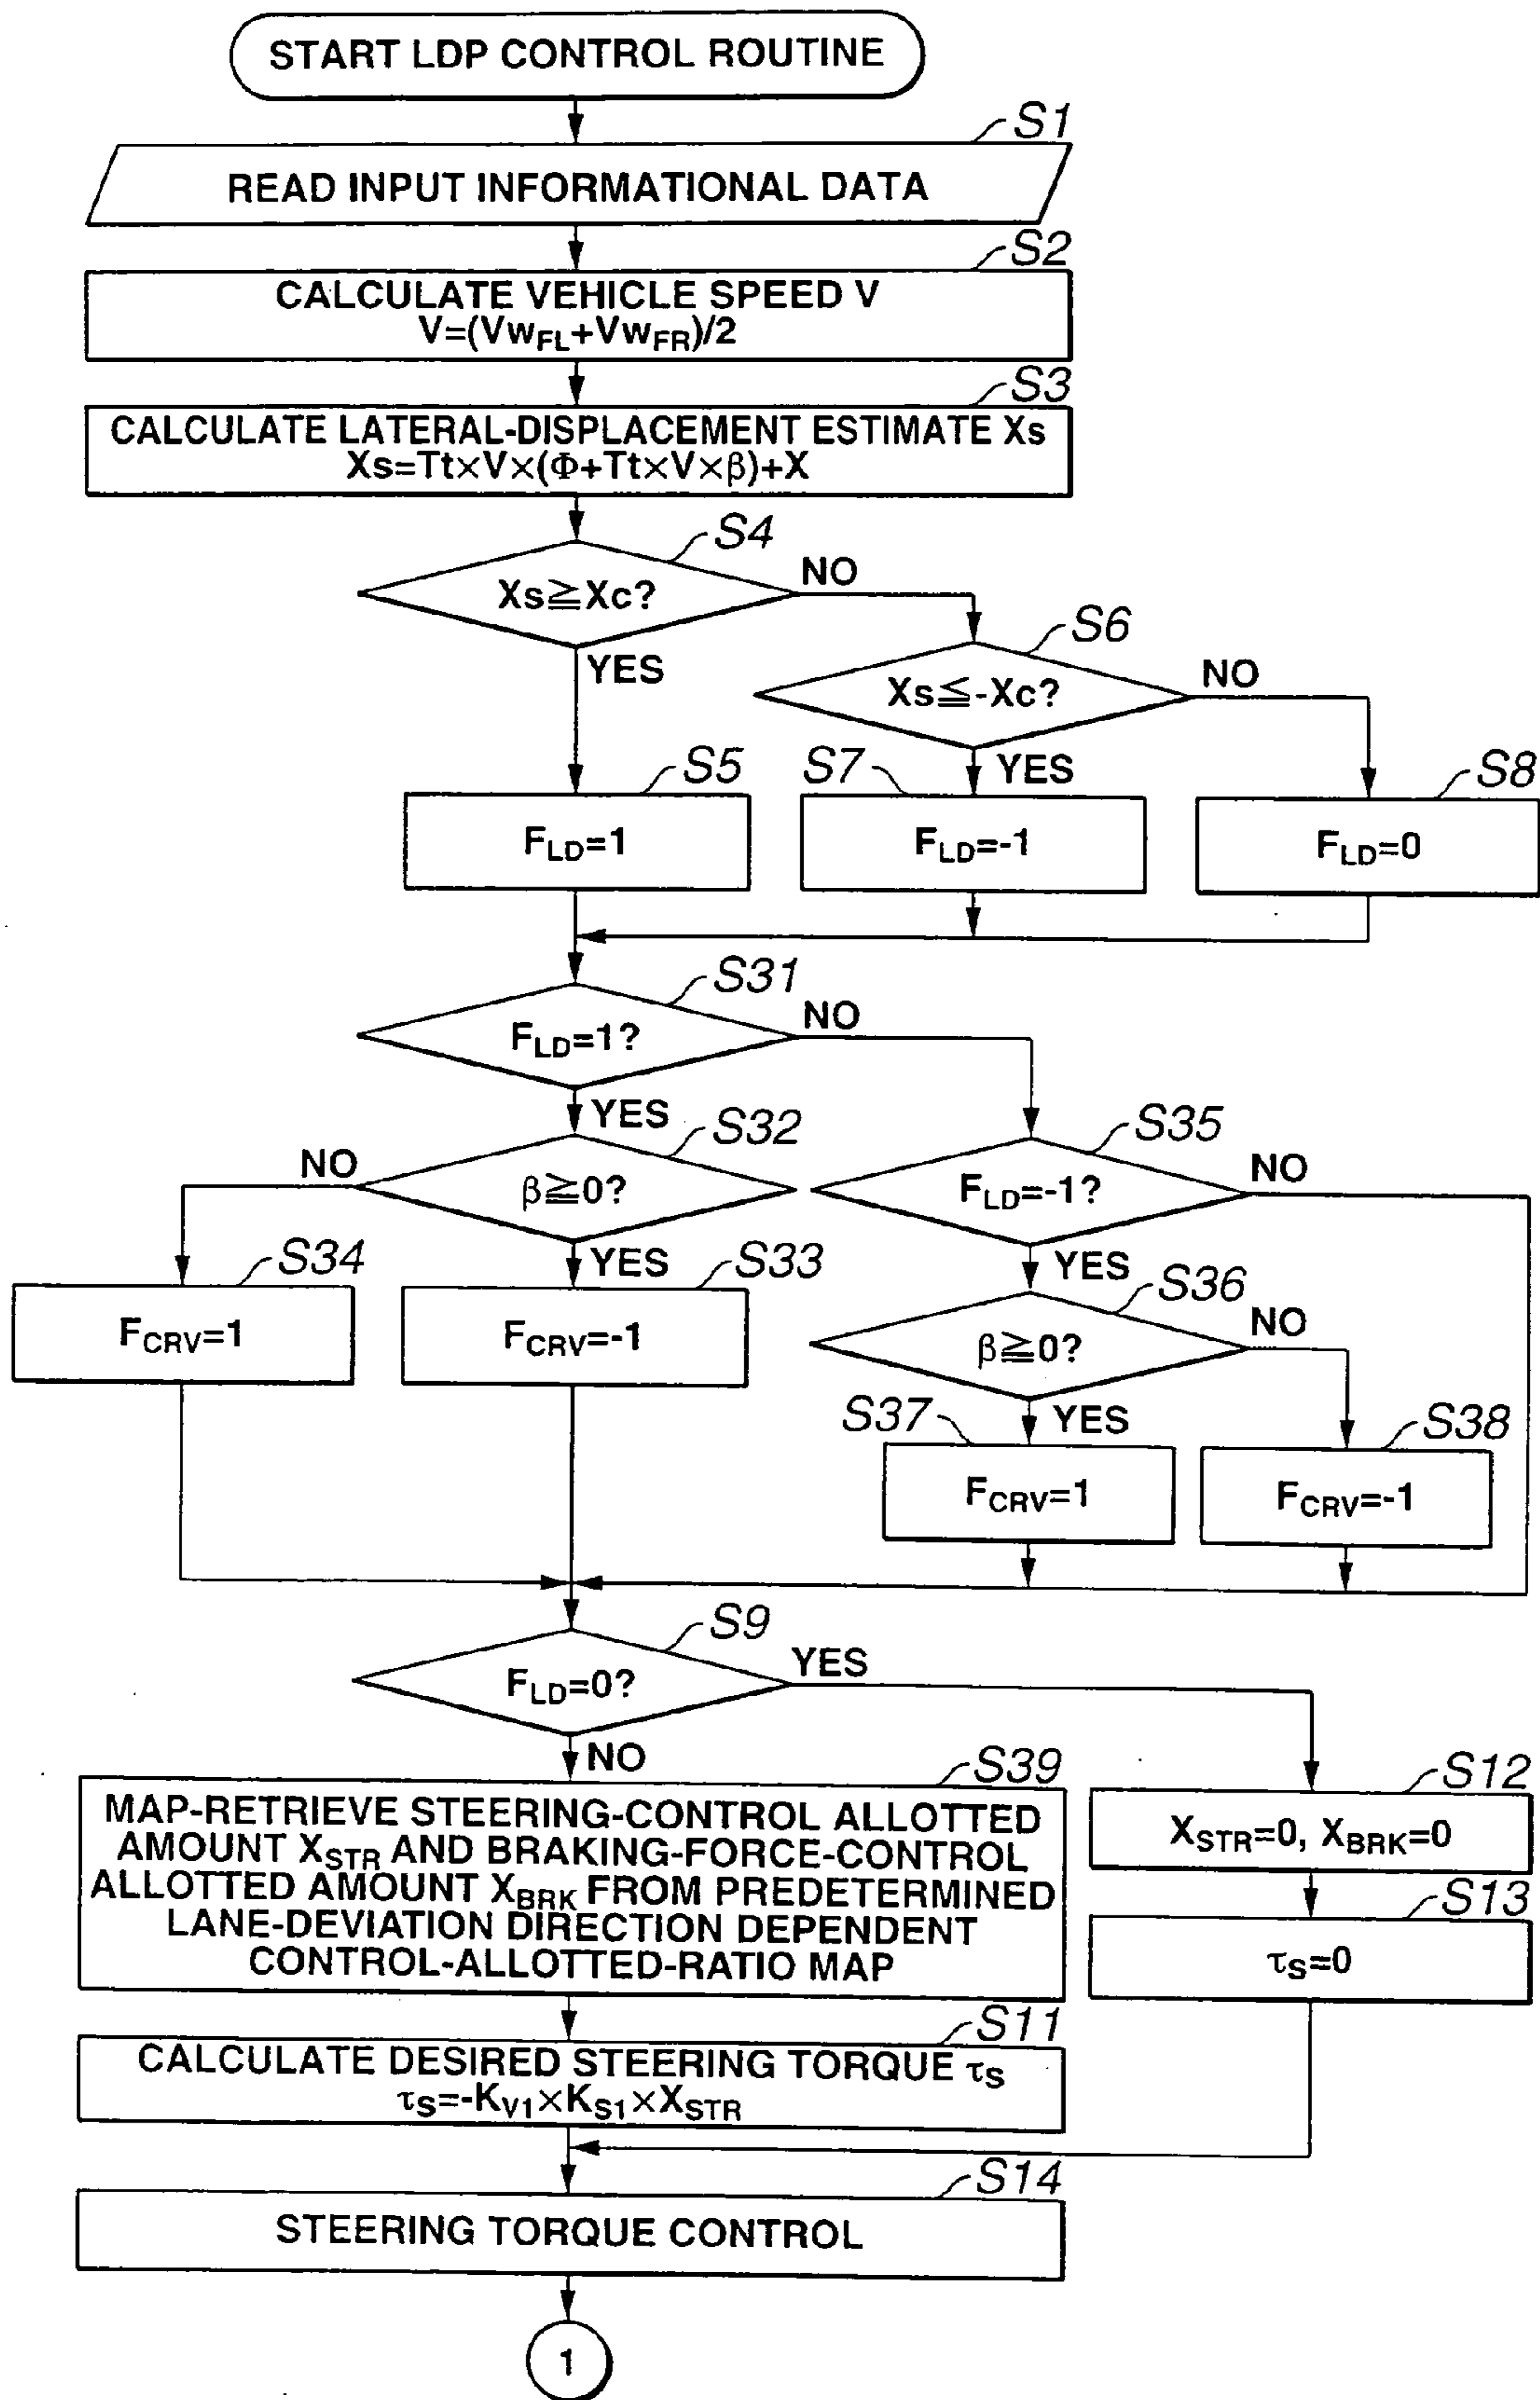 START LDP CONTROL ROUTINE
S1
READ INPUT INFORMATIONAL DATA
S2
CALCULATE VEHICLE SPEED V
V=(VwFL+VwFR)/2
S3
CALCULATE LATERAL-DISPLACEMENT ESTIMATE Xs
Xs=Tt×V×(Φ+Tt×V×β)+X
S4
Xs≧Xc?
NO
YES
S6
Xs≦-Xc?
NO
YES
S5
FLD=1
S7
FLD=-1
S8
FLD=0
S31
FLD=1?
NO
YES
S32
β≧0?
NO
YES
S35
FLD=-1?
NO
YES
S34
FCRV=1
S33
FCRV=-1
S36
β≧0?
NO
YES
S37
FCRV=1
S38
FCRV=-1
S9
FLD=0?
YES
NO
S39
MAP-RETRIEVE STEERING-CONTROL ALLOTTED
AMOUNT XSTR AND BRAKING-FORCE-CONTROL
ALLOTTED AMOUNT XBRK FROM PREDETERMINED
LANE-DEVIATION DIRECTION DEPENDENT
CONTROL-ALLOTTED-RATIO MAP
S12
XSTR=0, XBRK=0
S13
τS=0
S11
CALCULATE DESIRED STEERING TORQUE τS
τS=-KV1×KS1×XSTR
S14
STEERING TORQUE CONTROL
1